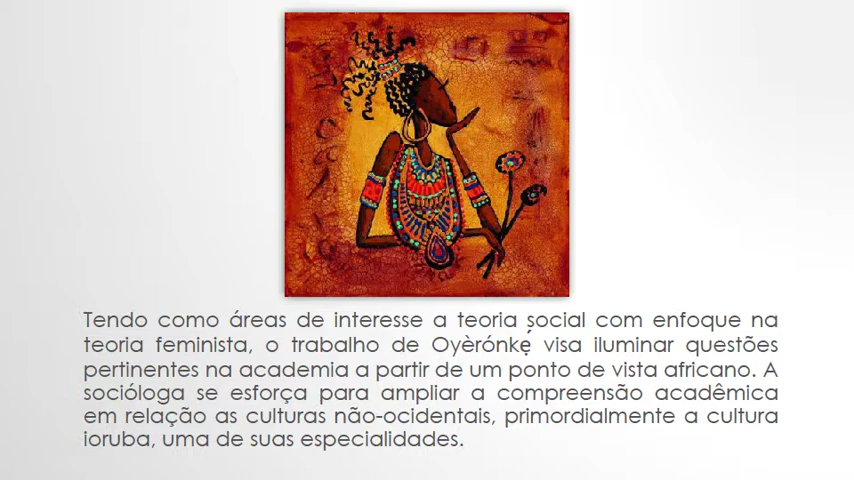 Tendo como áreas de interesse a teoria social com enfoque na
teoria feminista, o trabalho de Oyèrónkẹ́ visa iluminar questões
pertinentes na academia a partir de um ponto de vista africano. A
socióloga se esforça para ampliar a compreensão acadêmica
em relação as culturas não-ocidentais, primordialmente a cultura
ioruba, uma de suas especialidades.